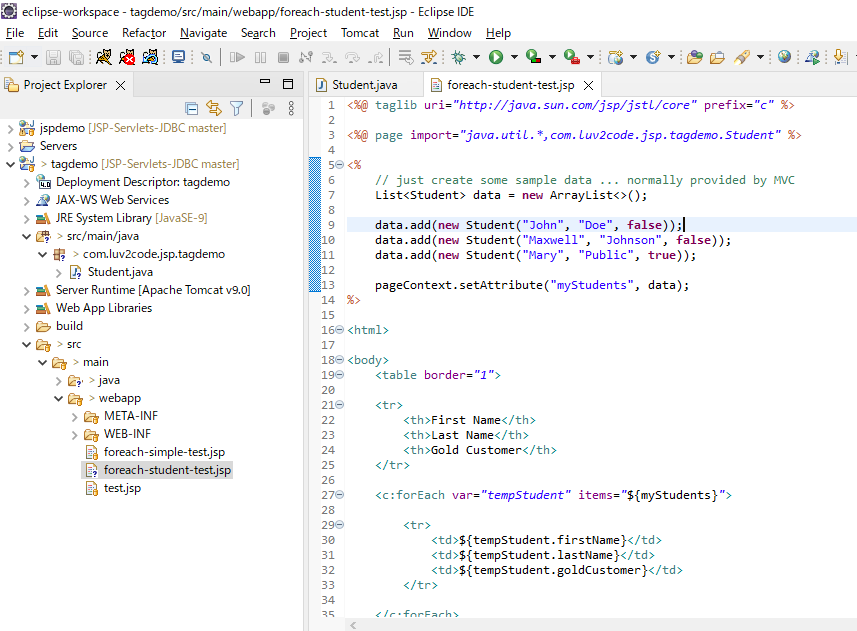 eclipse-workspace - tagdemo/src/main/webapp/foreach-student-test.jsp - Eclipse IDE
File Edit Source Refactor Navigate Search Project Tomcat Run Window Help
Project Explorer
jspdemo [JSP-Servlets-JDBC master]
Servers
> tagdemo [JSP-Servlets-JDBC master]
Deployment Descriptor: tagdemo
JAX-WS Web Services
JRE System Library [JavaSE-9]
> src/main/java
> com.luv2code.jsp.tagdemo
> Student.java
Server Runtime [Apache Tomcat v9.0]
Web App Libraries
build
> src
> main
> java
> webapp
META-INF
WEB-INF
foreach-simple-test.jsp
foreach-student-test.jsp
test.jsp
Student.java foreach-student-test.jsp
1 <%@ taglib uri="http://java.sun.com/jsp/jstl/core" prefix="c" %>
2
3 <%@ page import="java.util.*,com.luv2code.jsp.tagdemo.Student" %>
4
5 <%
6 // just create some sample data ... normally provided by MVC
7 List<Student> data = new ArrayList<>();
8
9 data.add(new Student("John", "Doe", false));
10 data.add(new Student("Maxwell", "Johnson", false));
11 data.add(new Student("Mary", "Public", true));
12
13 pageContext.setAttribute("myStudents", data);
14 %>
15
16 <html>
17
18 <body>
19 <table border="1">
20
21 <tr>
22 <th>First Name</th>
23 <th>Last Name</th>
24 <th>Gold Customer</th>
25 </tr>
26
27 <c:forEach var="tempStudent" items="${myStudents}">
28
29 <tr>
30 <td>${tempStudent.firstName}</td>
31 <td>${tempStudent.lastName}</td>
32 <td>${tempStudent.goldCustomer}</td>
33 </tr>
34
35 </c:forEach>